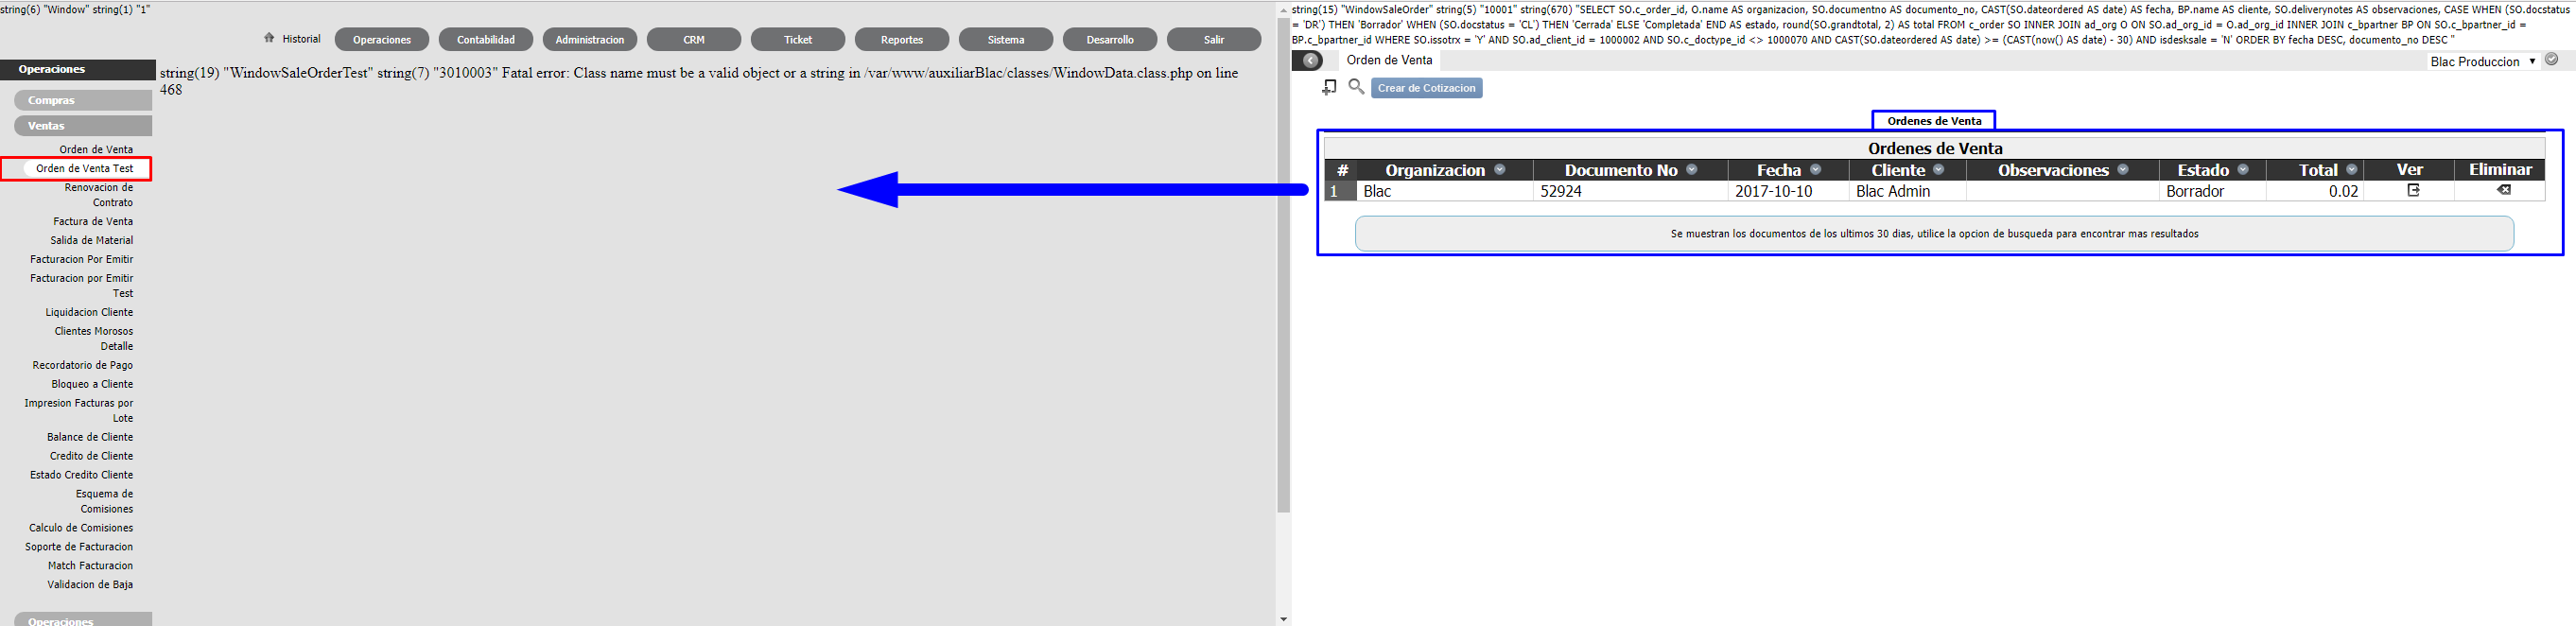 string(6) "Window" string(1) "1"
Historial
Operaciones
Contabilidad
Administracion
CRM
Ticket
Reportes
Sistema
Desarrollo
Salir
Operaciones
Compras
Ventas
Orden de Venta
Orden de Venta Test
Renovacion de
Contrato
Factura de Venta
Salida de Material
Facturacion Por Emitir
Facturacion por Emitir
Test
Liquidacion Cliente
Clientes Morosos
Detalle
Recordatorio de Pago
Bloqueo a Cliente
Impresion Facturas por
Lote
Balance de Cliente
Credito de Cliente
Estado Credito Cliente
Esquema de
Comisiones
Calculo de Comisiones
Soporte de Facturacion
Match Facturacion
Validacion de Baja
Operaciones
string(19) "WindowSaleOrderTest" string(7) "3010003" Fatal error: Class name must be a valid object or a string in /var/www/auxiliarBlac/classes/WindowData.class.php on line
468
string(15) "WindowSaleOrder" string(5) "10001" string(670) "SELECT SO.c_order_id, O.name AS organizacion, SO.documentno AS documento_no, CAST(SO.dateordered AS date) AS fecha, BP.name AS cliente, SO.deliverynotes AS observaciones, CASE WHEN (SO.docstatus
= 'DR') THEN 'Borrador' WHEN (SO.docstatus = 'CL') THEN 'Cerrada' ELSE 'Completada' END AS estado, round(SO.grandtotal, 2) AS total FROM c_order SO INNER JOIN ad_org O ON SO.ad_org_id = O.ad_org_id INNER JOIN c_bpartner BP ON SO.c_bpartner_id =
BP.c_bpartner_id WHERE SO.issotrx = 'Y' AND SO.ad_client_id = 1000002 AND SO.c_doctype_id <> 1000070 AND CAST(SO.dateordered AS date) >= (CAST(now() AS date) - 30) AND isdesksale = 'N' ORDER BY fecha DESC, documento_no DESC "
Orden de Venta
Blac Produccion
Crear de Cotizacion
Ordenes de Venta
Ordenes de Venta
# Organizacion Documento No Fecha Cliente Observaciones Estado Total Ver Eliminar
1 Blac 52924 2017-10-10 Blac Admin Borrador 0.02
Se muestran los documentos de los ultimos 30 dias, utilice la opcion de busqueda para encontrar mas resultados